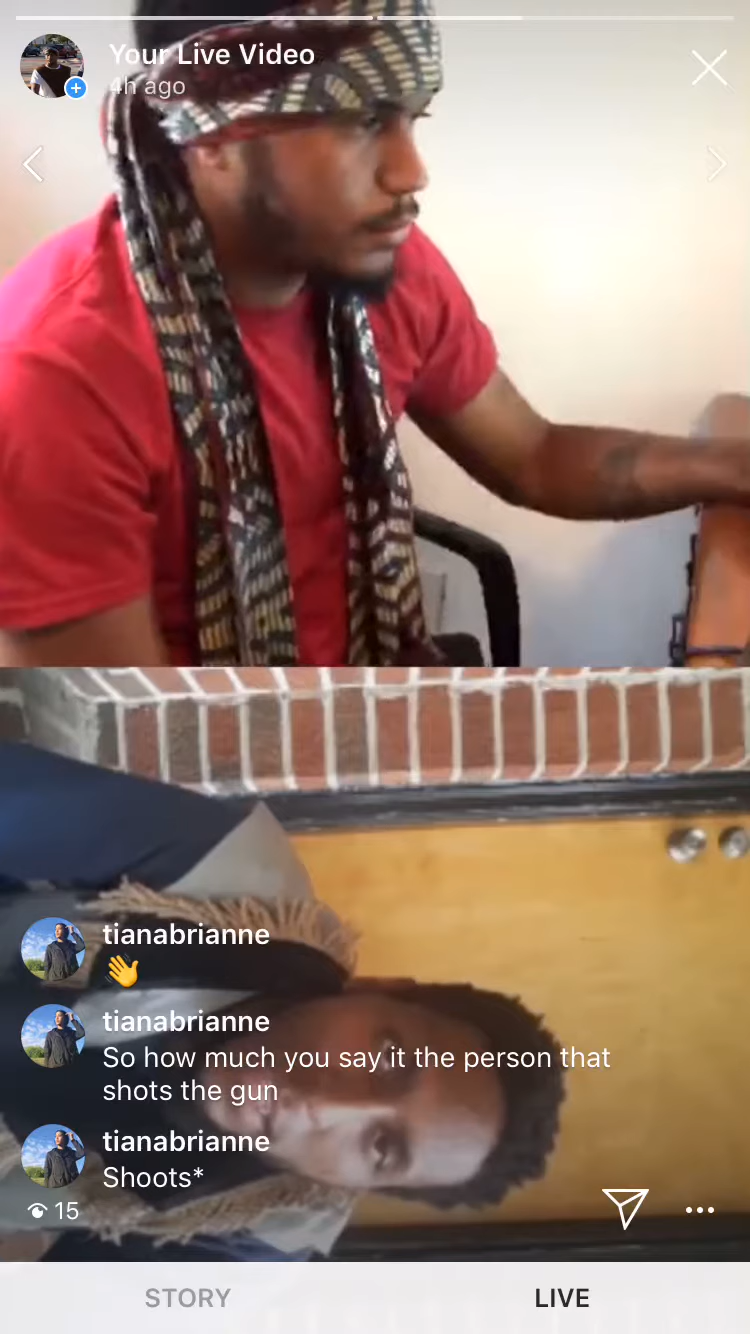 Your Live Video
4h ago
tianabrianne
👋
tianabrianne
So how much you say it the person that
shots the gun
tianabrianne
Shoots*
15
STORY
LIVE